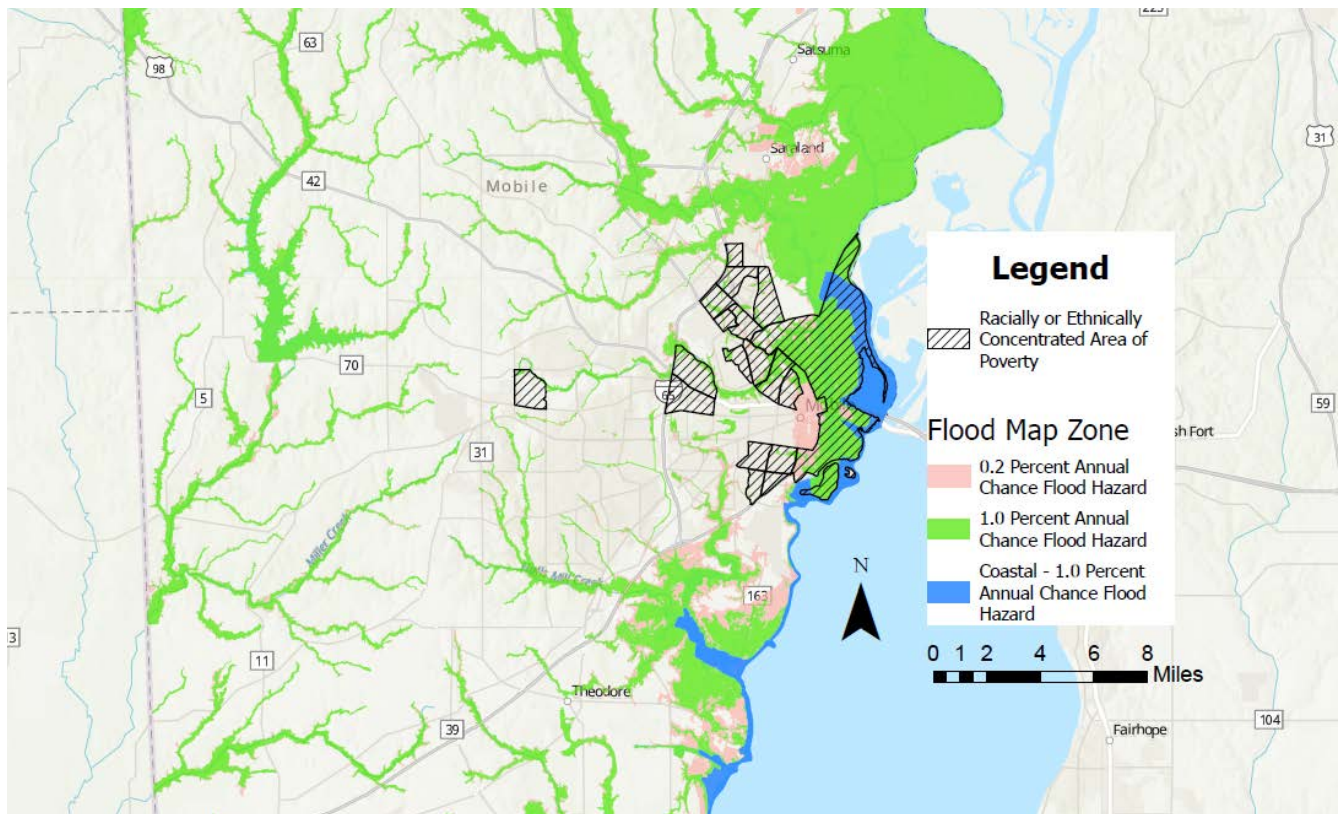 63
98
Satsuma
31
Saraland
42
Mobile
70
5
65
31
Miller Creek
163
11
Theodore
39
Legend
Racially or Ethnically
Concentrated Area of
Poverty
Flood Map Zone
0.2 Percent Annual
Chance Flood Hazard
1.0 Percent Annual
Chance Flood Hazard
Coastal - 1.0 Percent
Annual Chance Flood
Hazard
N
0 1 2 4 6 8
Miles
59
sh Fort
Fairhope
104